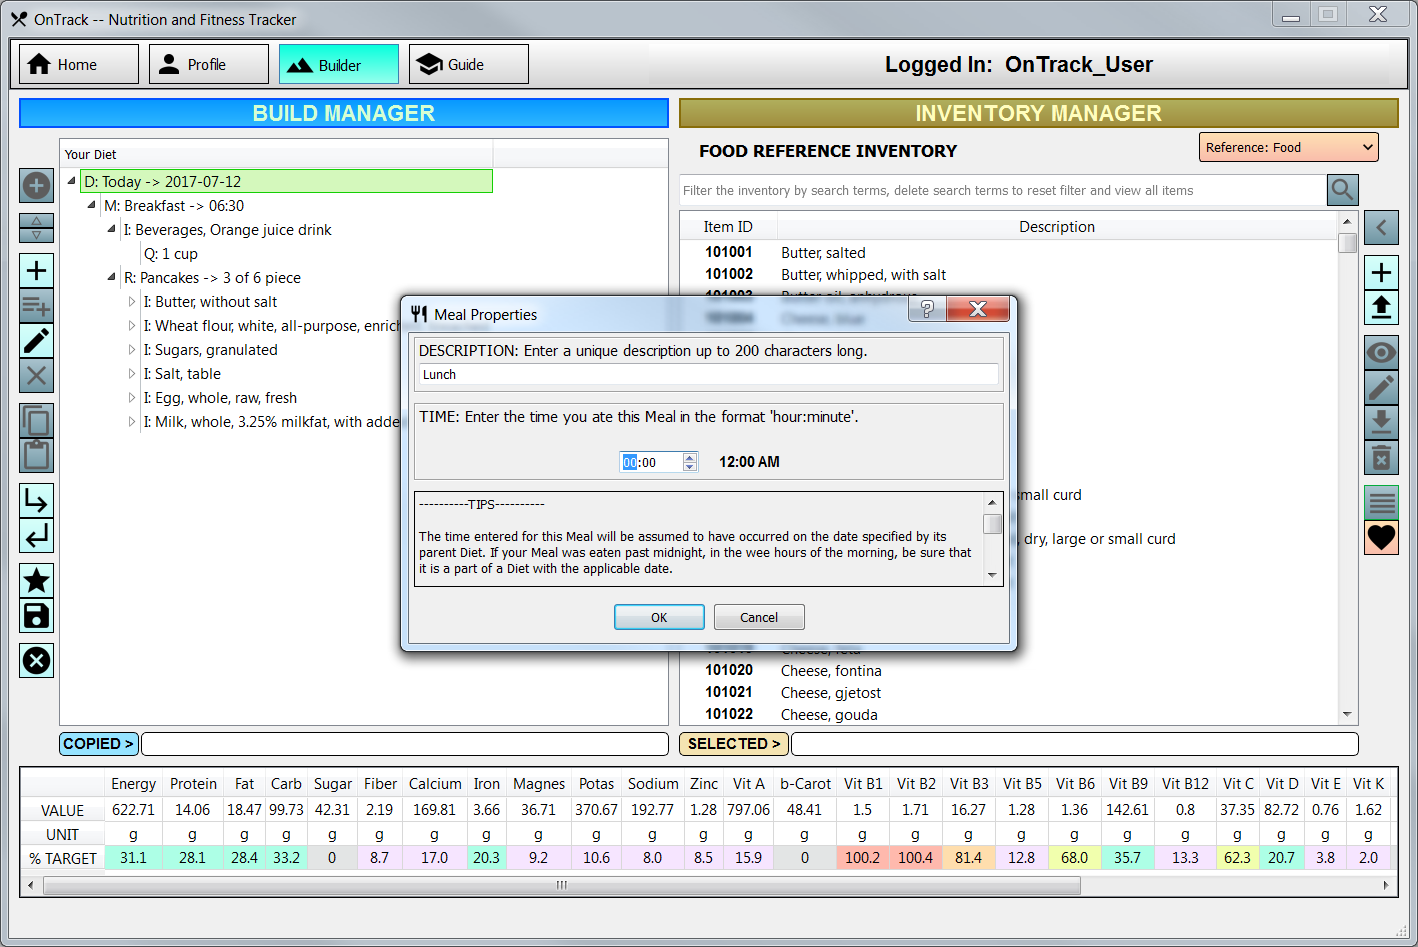 OnTrack -- Nutrition and Fitness Tracker
Home
Profile
Builder
Guide
Logged In: OnTrack_User
BUILD MANAGER
INVENTORY MANAGER
Your Diet
D: Today -> 2017-07-12
M: Breakfast -> 06:30
I: Beverages, Orange juice drink
Q: 1 cup
R: Pancakes -> 3 of 6 piece
I: Butter, without salt
I: Wheat flour, white, all-purpose,
I: Sugars, granulated
I: Salt, table
I: Egg, whole, raw, fresh
I: Milk, whole, 3.25% milkfat, with adde
FOOD REFERENCE INVENTORY
Reference: Food
Filter the inventory by search terms, delete search terms to reset filter and view all items
Item ID Description
101001 Butter, salted
101002 Butter, whipped, with salt
Meal Properties
DESCRIPTION: Enter a unique description up to 200 characters long.
Lunch
TIME: Enter the time you ate this Meal in the format 'hour:minute'.
00:00 12:00 AM
----------TIPS----------
The time entered for this Meal will be assumed to have occurred on the date specified by its
parent Diet. If your Meal was eaten past midnight, in the wee hours of the morning, be sure that
it is a part of a Diet with the applicable date.
OK
Cancel
small curd
, dry, large or small curd
101020 Cheese, fontina
101021 Cheese, gjetost
101022 Cheese, gouda
COPIED >
SELECTED >
Energy Protein Fat Carb Sugar Fiber Calcium Iron Magnes Potas Sodium Zinc Vit A b-Carot Vit B1 Vit B2 Vit B3 Vit B5 Vit B6 Vit B9 Vit B12 Vit C Vit D Vit E Vit K
VALUE 622.71 14.06 18.47 99.73 42.31 2.19 169.81 3.66 36.71 370.67 192.77 1.28 797.06 48.41 1.5 1.71 16.27 1.28 1.36 142.61 0.8 37.35 82.72 0.76 1.62
UNIT g g g g g g g g g g g g g g g g g g g g g g g g g
% TARGET 31.1 28.1 28.4 33.2 0 8.7 17.0 20.3 9.2 10.6 8.0 8.5 15.9 0 100.2 100.4 81.4 12.8 68.0 35.7 13.3 62.3 20.7 3.8 2.0